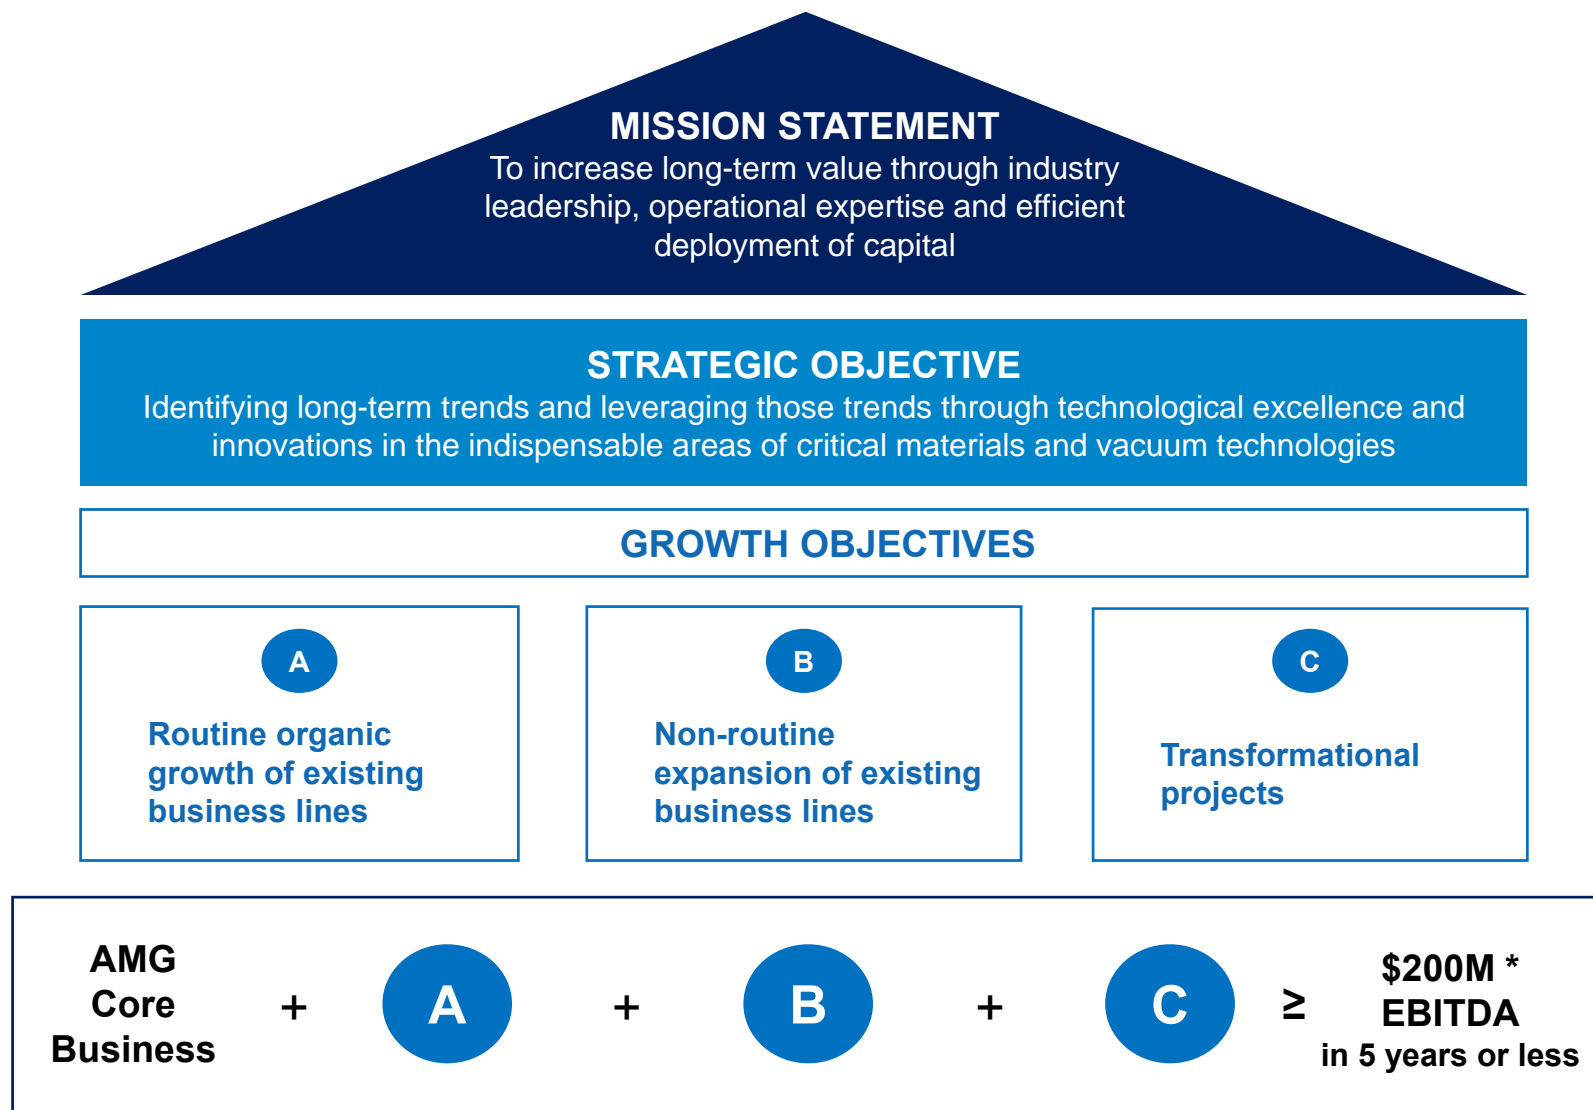 MISSION STATEMENT
To increase long-term value through industry
leadership, operational expertise and efficient
deployment of capital
STRATEGIC OBJECTIVE
Identifying long-term trends and leveraging those trends through technological excellence and
innovations in the indispensable areas of critical materials and vacuum technologies
GROWTH OBJECTIVES
A
Routine organic
growth of existing
business lines
B
Non-routine
expansion of existing
business lines
C
Transformational
projects
AMG
Core
Business
+
A
+
B
+
C
≥
$200M *
EBITDA
in 5 years or less